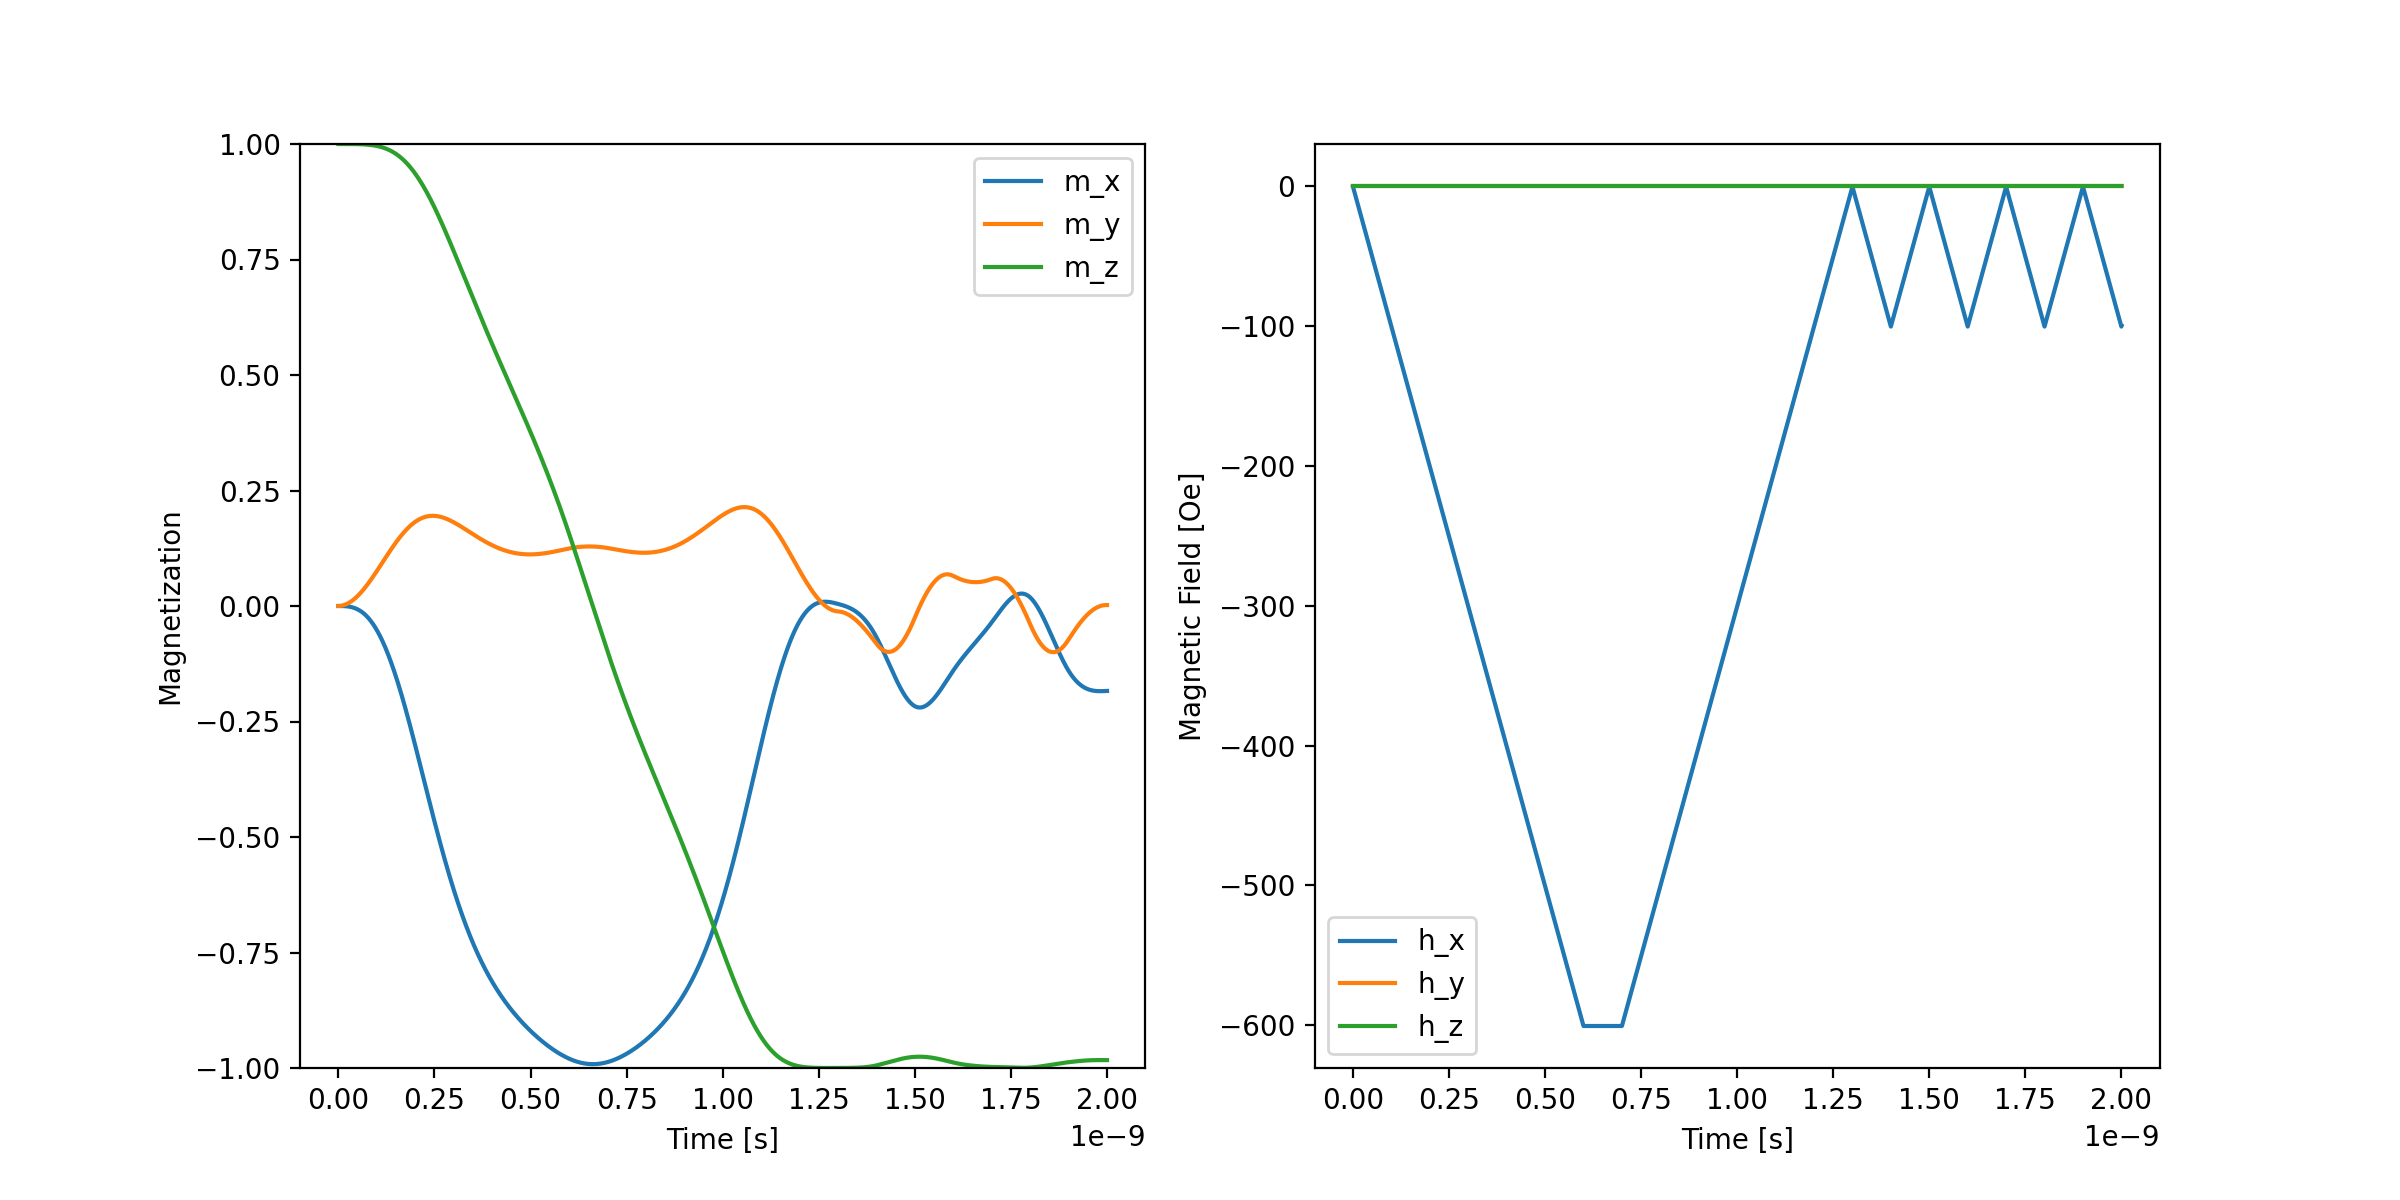 1.00
0.75
0.50
0.25
0.00
−0.25
−0.50
−0.75
−1.00
Magnetization
m_x
m_y
m_z
0.00 0.25 0.50 0.75 1.00 1.25 1.50 1.75 2.00
Time [s]
1e−9
0
−100
−200
−300
−400
−500
−600
Magnetic Field [Oe]
h_x
h_y
h_z
0.00 0.25 0.50 0.75 1.00 1.25 1.50 1.75 2.00
Time [s]
1e−9